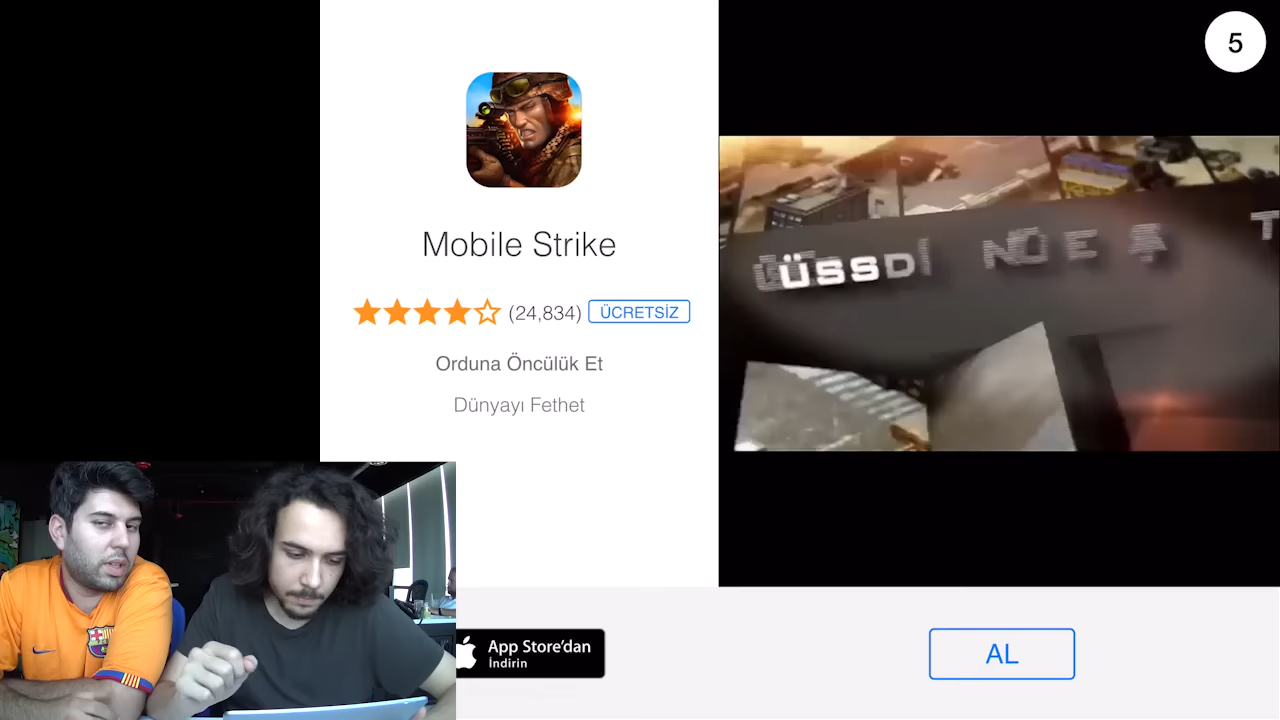 5
Mobile Strike
(24,834) ÜCRETSİZ
Orduna Öncülük Et
Dünyayı Fethet
App Store’dan
İndirin
AL